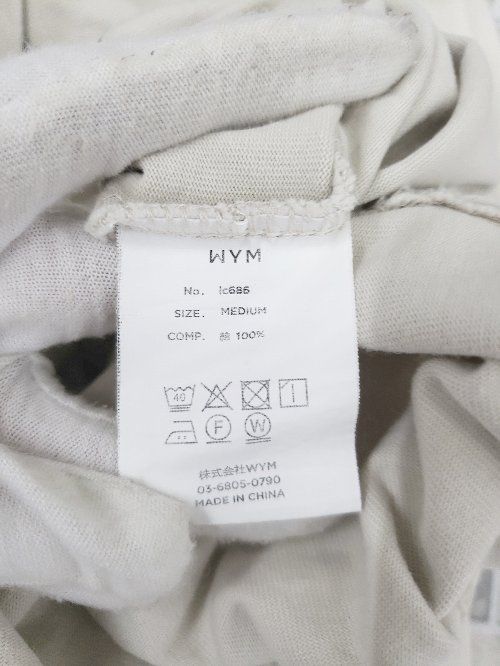 WYM
No. lc686
SIZE. MEDIUM
COMP. 綿 100%
40
F W
株式会社WYM
03-6805-0790
MADE IN CHINA